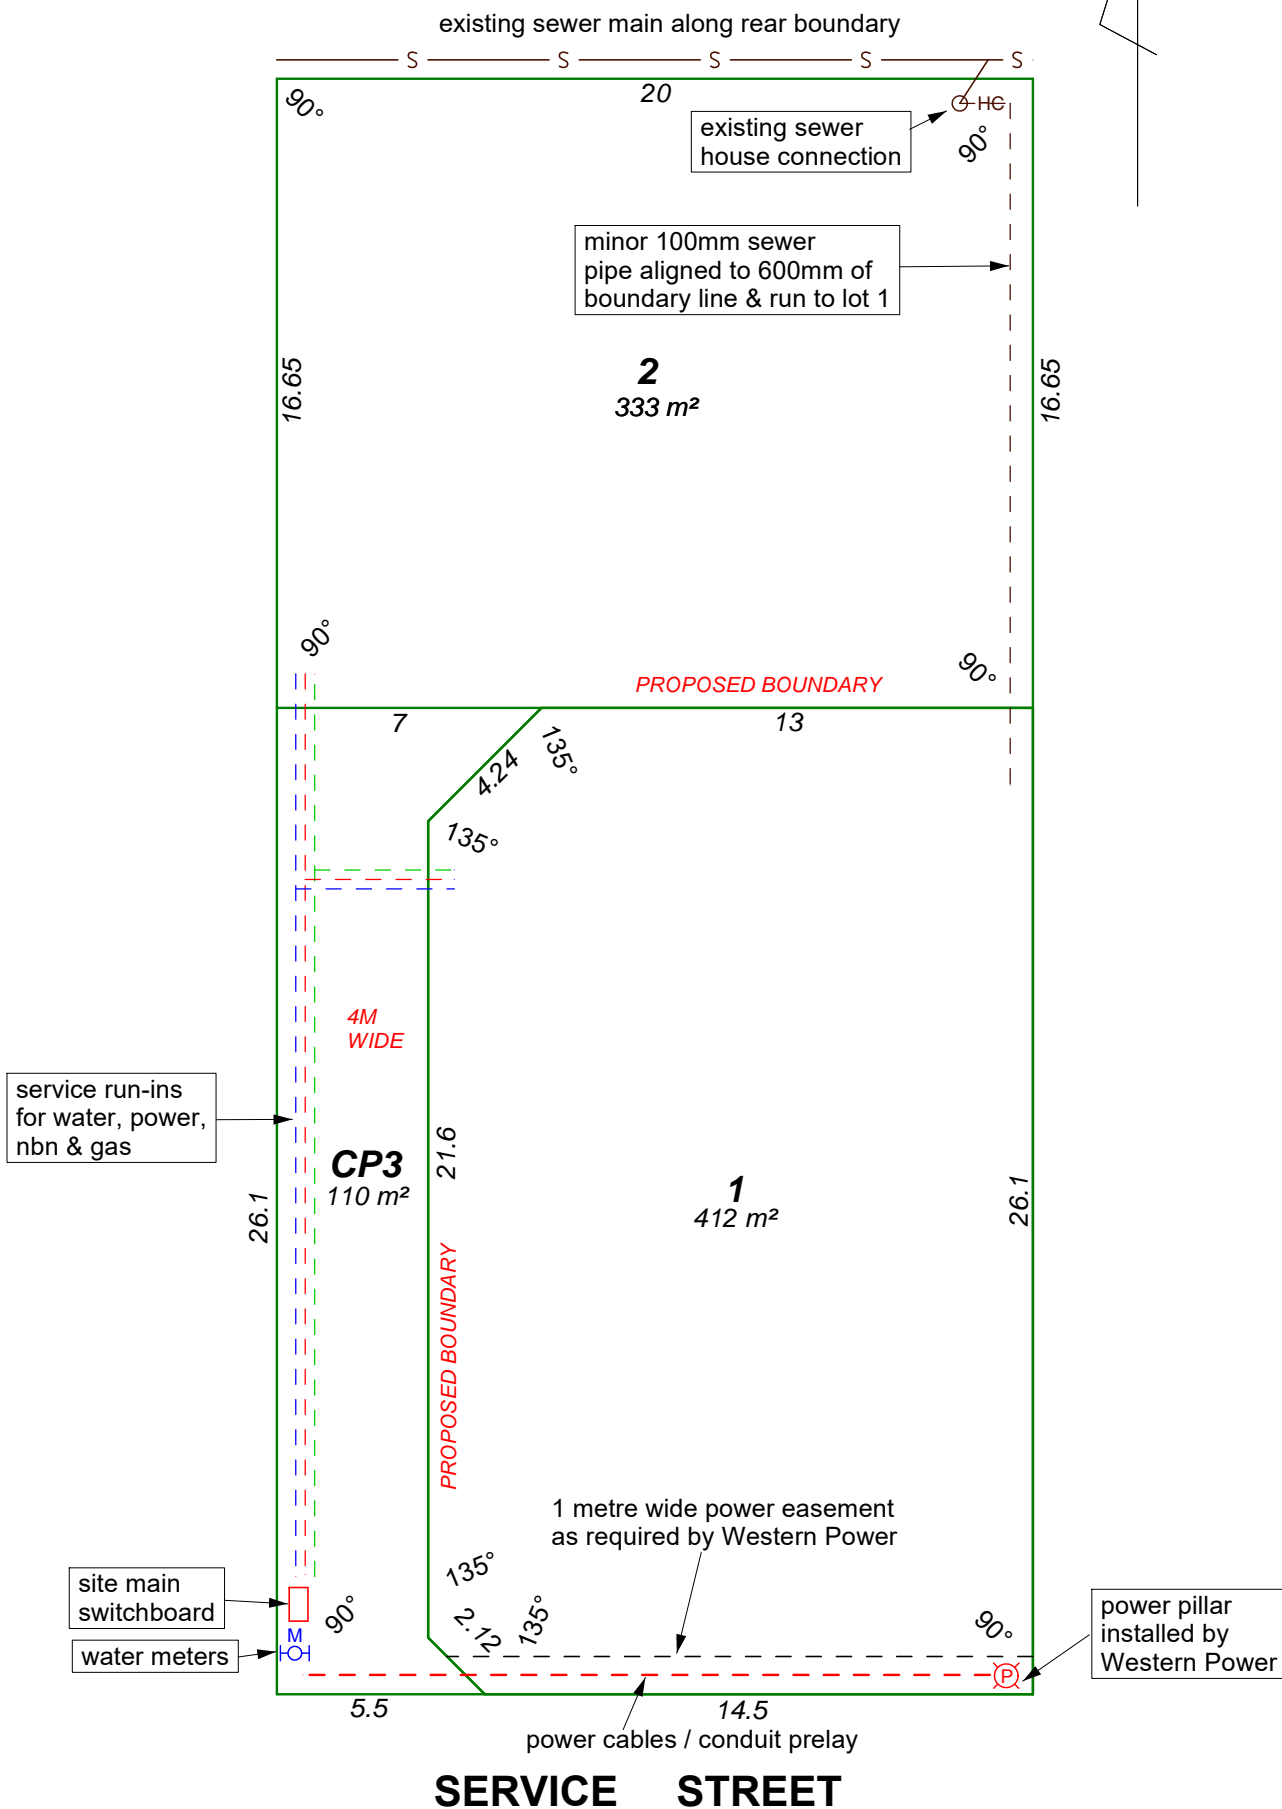 existing sewer main along rear boundary
S S S S S
20
90°
HC
existing sewer
house connection
90°
minor 100mm sewer
pipe aligned to 600mm of
boundary line & run to lot 1
16.65
2
333 m²
16.65
90°
90°
PROPOSED BOUNDARY
7
13
135°
4.24
135°
4M
WIDE
service run-ins
for water, power,
nbn & gas
CP3
110 m²
21.6
26.1
1
412 m²
26.1
PROPOSED BOUNDARY
1 metre wide power easement
as required by Western Power
135°
site main
switchboard
90°
2.12
135°
90°
power pillar
installed by
Western Power
M
water meters
P
5.5
14.5
power cables / conduit prelay
SERVICE STREET